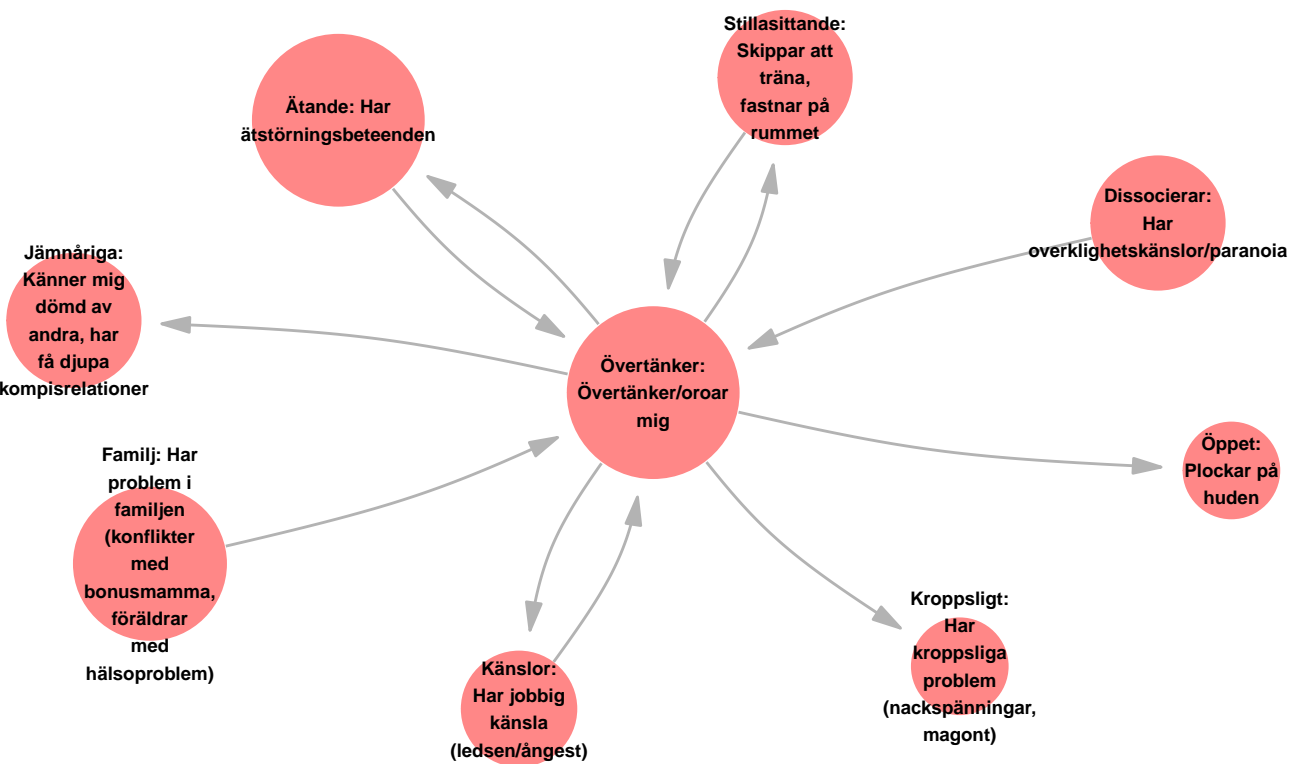 Stillasittande:
Skippar att
träna,
fastnar på
rummet
Ätande: Har
ätstörningsbeteenden
Dissocierar:
Har
overklighetskänslor/paranoia
Jämnåriga:
Känner mig
dömd av
andra, har
få djupa
kompisrelationer
Övertänker:
Övertänker/oroar
mig
Öppet:
Plockar på
huden
Familj: Har
problem i
familjen
(konflikter
med
bonusmamma,
föräldrar
med
hälsoproblem)
Kroppsligt:
Har
kroppsliga
problem
(nackspänningar,
magont)
Känslor:
Har jobbig
känsla
(ledsen/ångest)